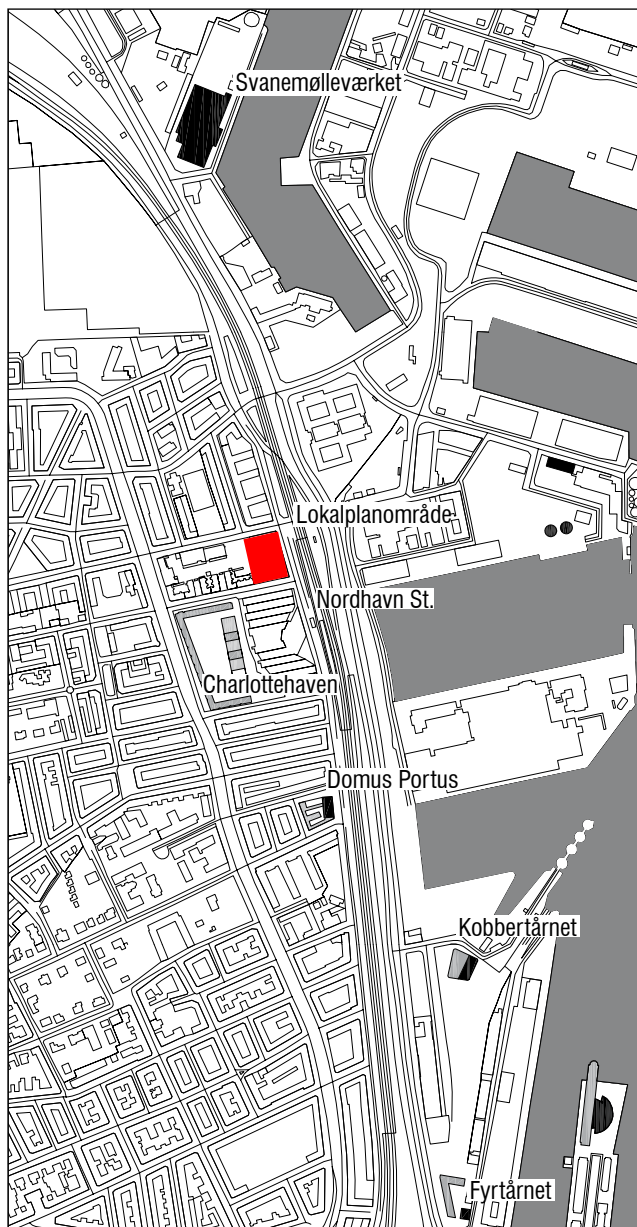 Svanemølleværket
Lokalplanområde
Nordhavn St.
Charlottehaven
Domus Portus
Kobbertårnet
Fyrtårnet